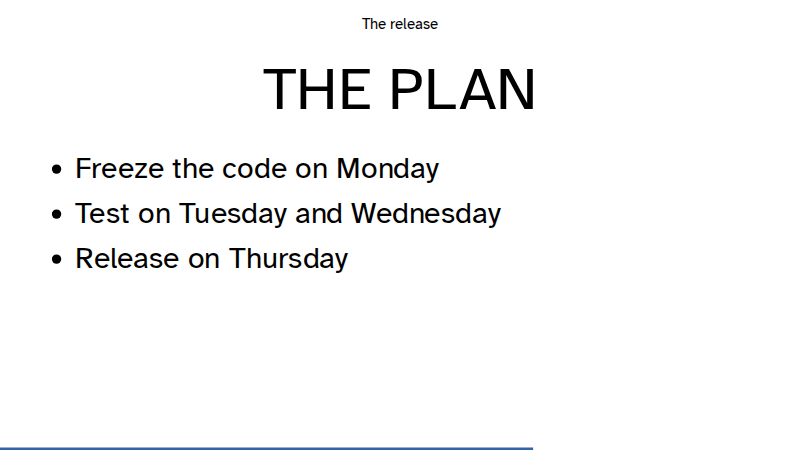 The release
THE PLAN
• Freeze the code on Monday
• Test on Tuesday and Wednesday
• Release on Thursday